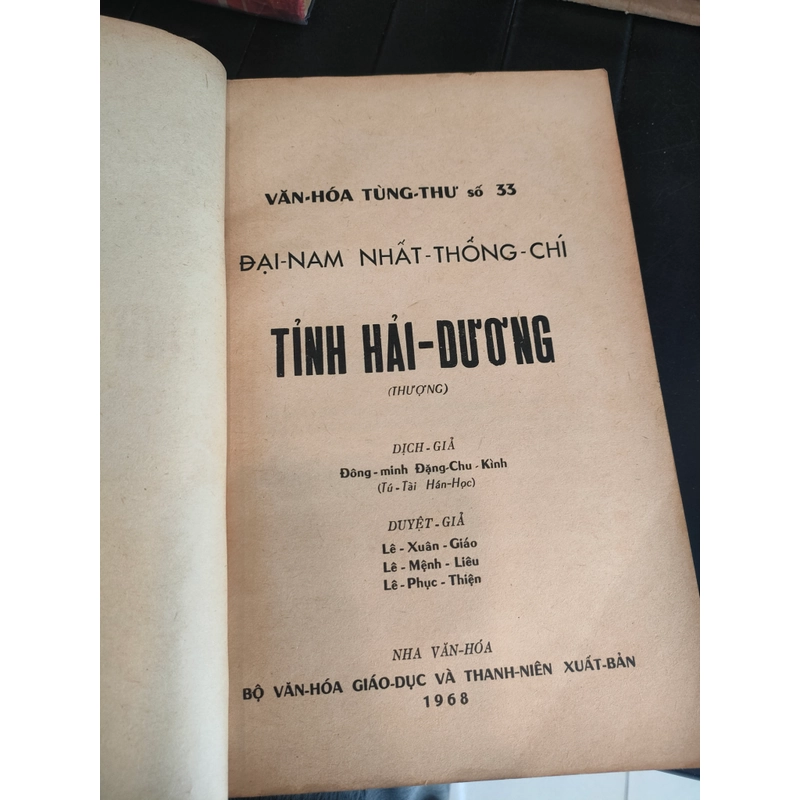 VĂN-HÓA TÙNG-THƯ số 33
ĐẠI-NAM NHẤT-THỐNG-CHÍ
TỈNH HẢI-DƯƠNG
(THƯỢNG)
DỊCH-GIẢ
Đông-minh Đặng-Chu-Kình
(Tú-Tài Hán-Học)
DUYỆT-GIẢ
Lê-Xuân-Giáo
Lê-Mệnh-Liêu
Lê-Phục-Thiện
NHA VĂN-HÓA
BỘ VĂN-HÓA GIÁO-DỤC VÀ THANH-NIÊN XUẤT-BẢN
1968